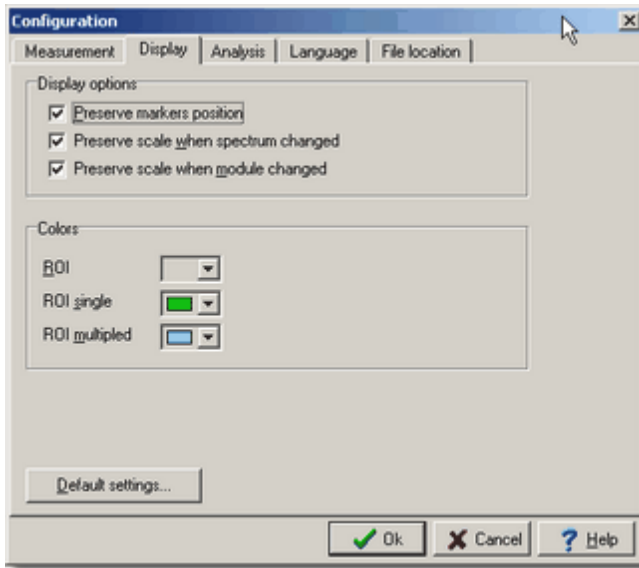 Configuration
Measurement Display Analysis Language File location
Display options
Preserve markers position
Preserve scale when spectrum changed
Preserve scale when module changed
Colors
ROI
ROI single
ROI multipled
Default settings...
Ok Cancel Help